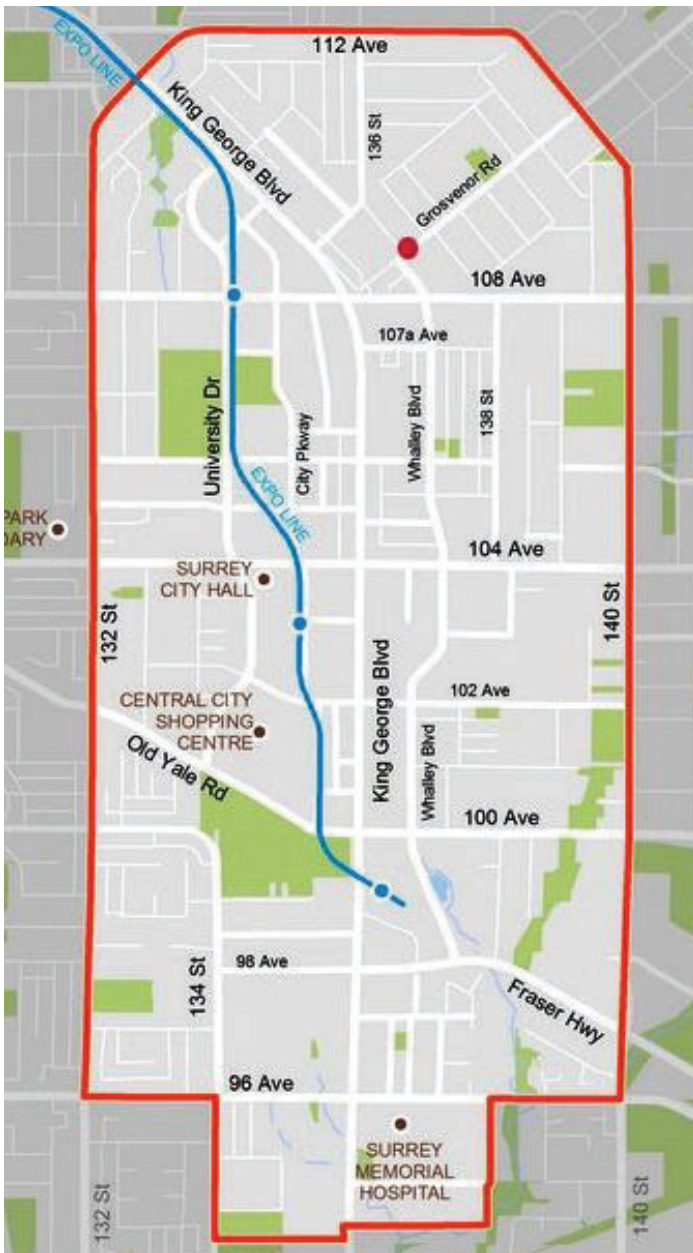 EXPO LINE
112 Ave
King George Blvd
136 St
Grosvenor Rd
108 Ave
107a Ave
University Dr
City Pkway
Whalley Blvd
138 St
EXPO LINE
PARK
DARY
104 Ave
SURREY
CITY HALL
132 St
140 St
King George Blvd
102 Ave
CENTRAL CITY
SHOPPING
CENTRE
Old Yale Rd
Whalley Blvd
100 Ave
134 St
98 Ave
Fraser Hwy
96 Ave
SURREY
MEMORIAL
HOSPITAL
132 St
140 St